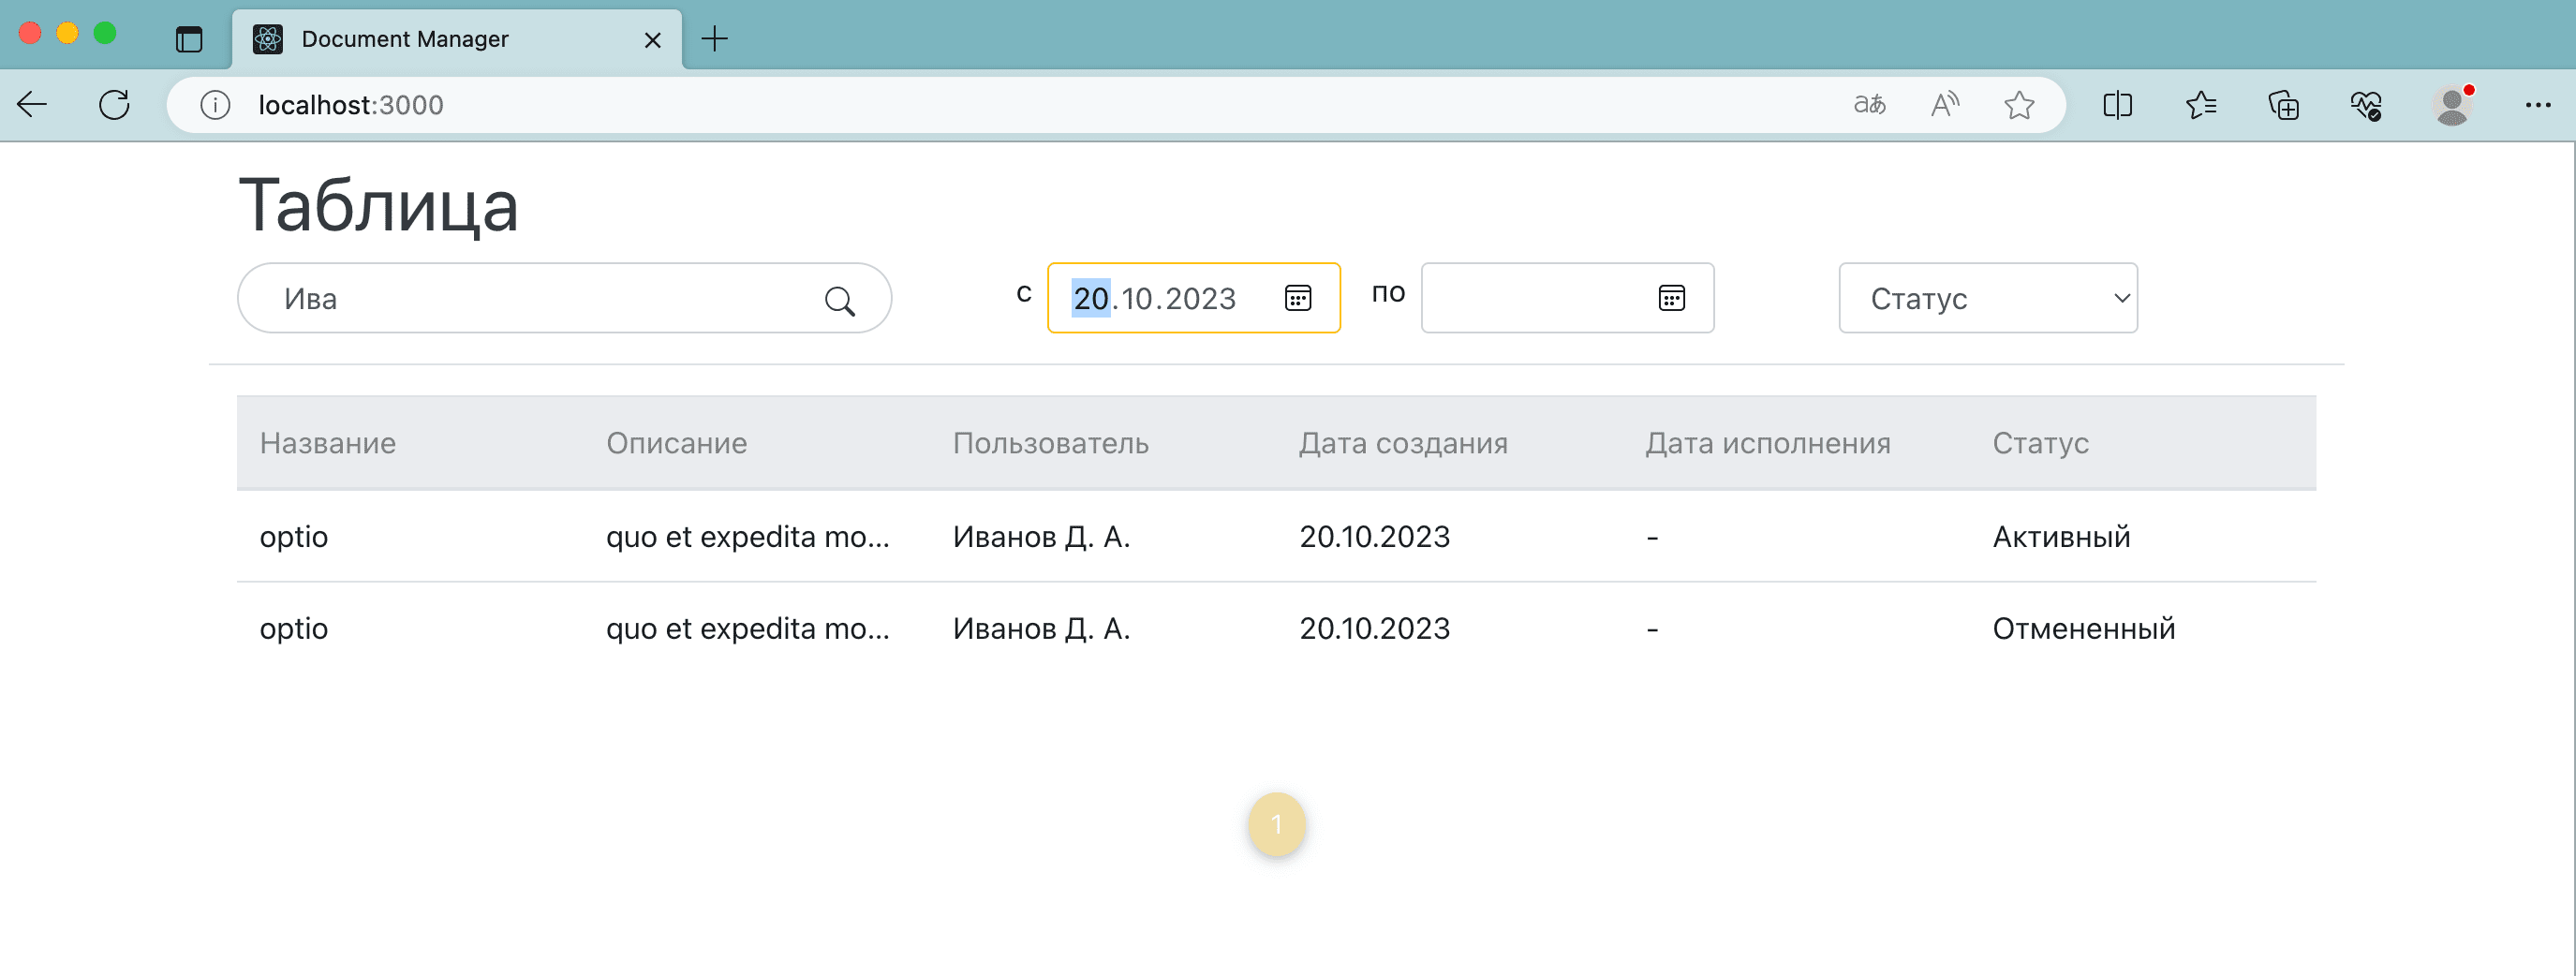 Document Manager
localhost:3000
Таблица
Ива с 20.10.2023 по Статус
Название Описание Пользователь Дата создания Дата исполнения Статус
optio quo et expedita mo... Иванов Д. А. 20.10.2023 - Активный
optio quo et expedita mo... Иванов Д. А. 20.10.2023 - Отмененный
1